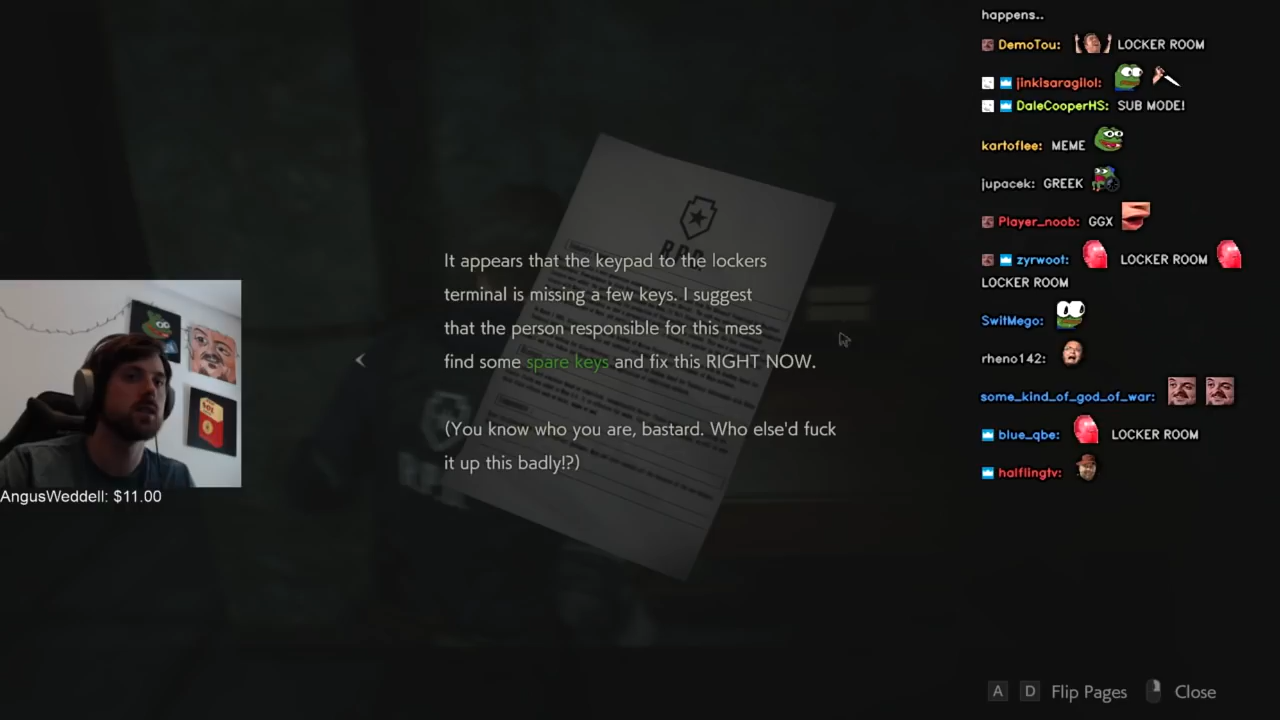 happens..
DemoTou: LOCKER ROOM
jinkisaragilol:
DaleCooperHS: SUB MODE!
kartoflee: MEME
jupacek: GREEK
Player_noob: GGX
zyrwoot: LOCKER ROOM
LOCKER ROOM
SwitMego:
rheno142:
some_kind_of_god_of_war:
blue_qbe: LOCKER ROOM
halflingtv:
R.P.D.
It appears that the keypad to the lockers
terminal is missing a few keys. I suggest
that the person responsible for this mess
find some spare keys and fix this RIGHT NOW.
(You know who you are, bastard. Who else'd fuck
it up this badly!?)
AngusWeddell: $11.00
A D Flip Pages Close